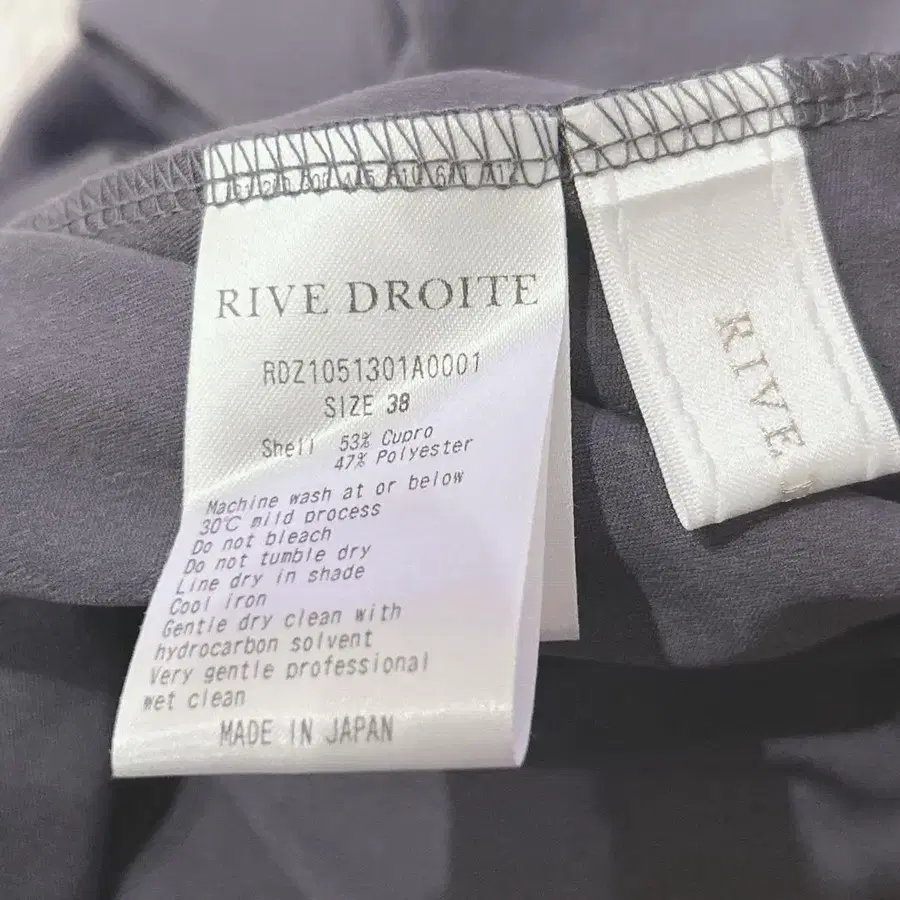 RIVE DROITE
RDZ1051301A0001
SIZE 38
Shell 53% Cupro
47% Polyester
Machine wash at or below
30℃ mild process
Do not bleach
Do not tumble dry
Line dry in shade
Cool iron
Gentle dry clean with
hydrocarbon solvent
Very gentle professional
wet clean
MADE IN JAPAN
RIVE